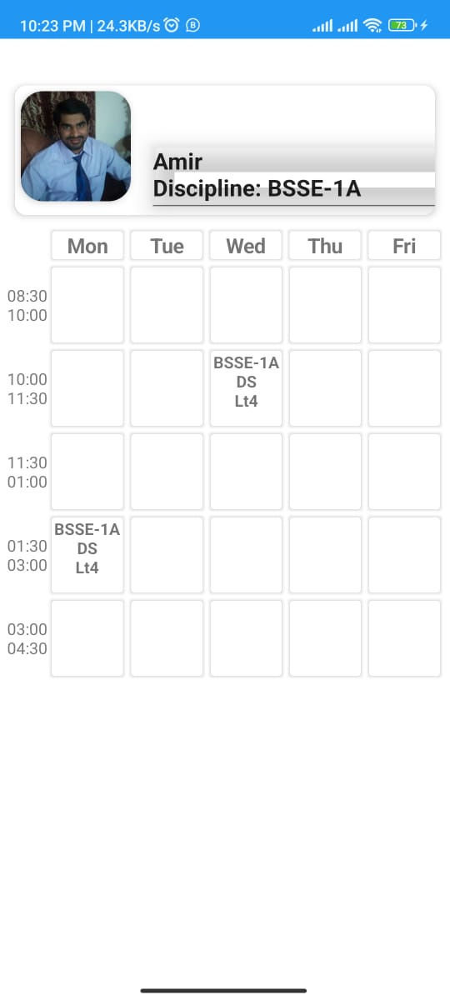 10:23 PM | 24.3KB/s B 73
Amir
Discipline: BSSE-1A
Mon Tue Wed Thu Fri
08:30
10:00
10:00
11:30
BSSE-1A
DS
Lt4
11:30
01:00
01:30
03:00
BSSE-1A
DS
Lt4
03:00
04:30